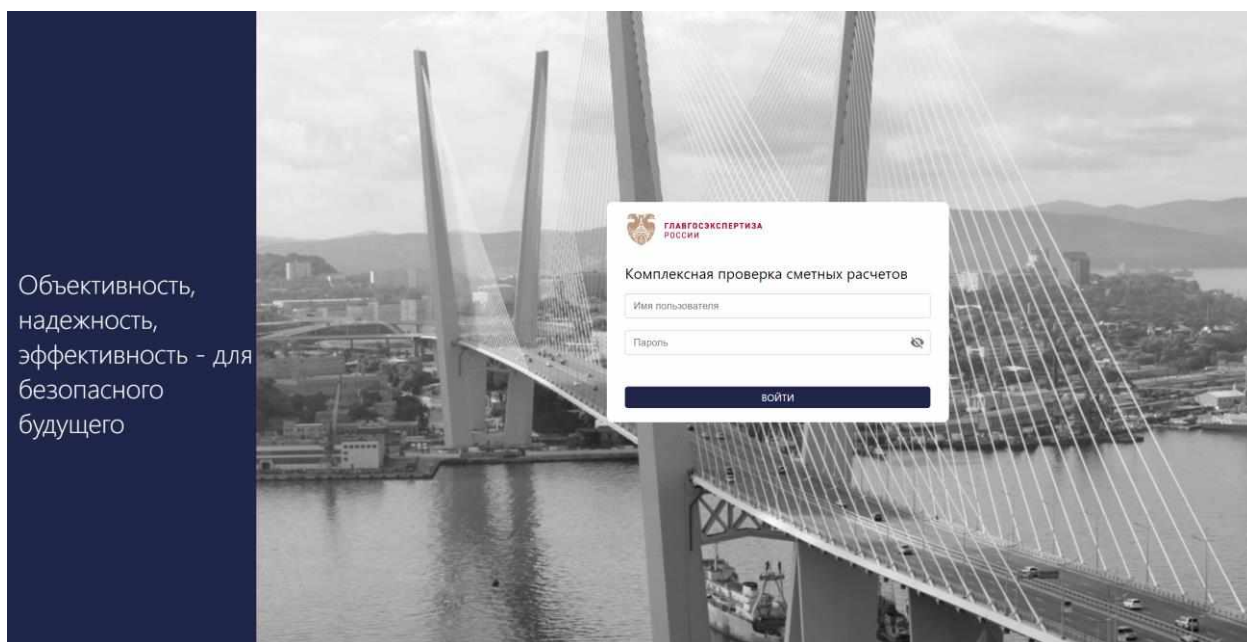 Объективность,
надежность,
эффективность - для
безопасного
будущего
ГЛАВГОСЭКСПЕРТИЗА
РОССИИ
Комплексная проверка сметных расчетов
Имя пользователя
Пароль
ВОЙТИ